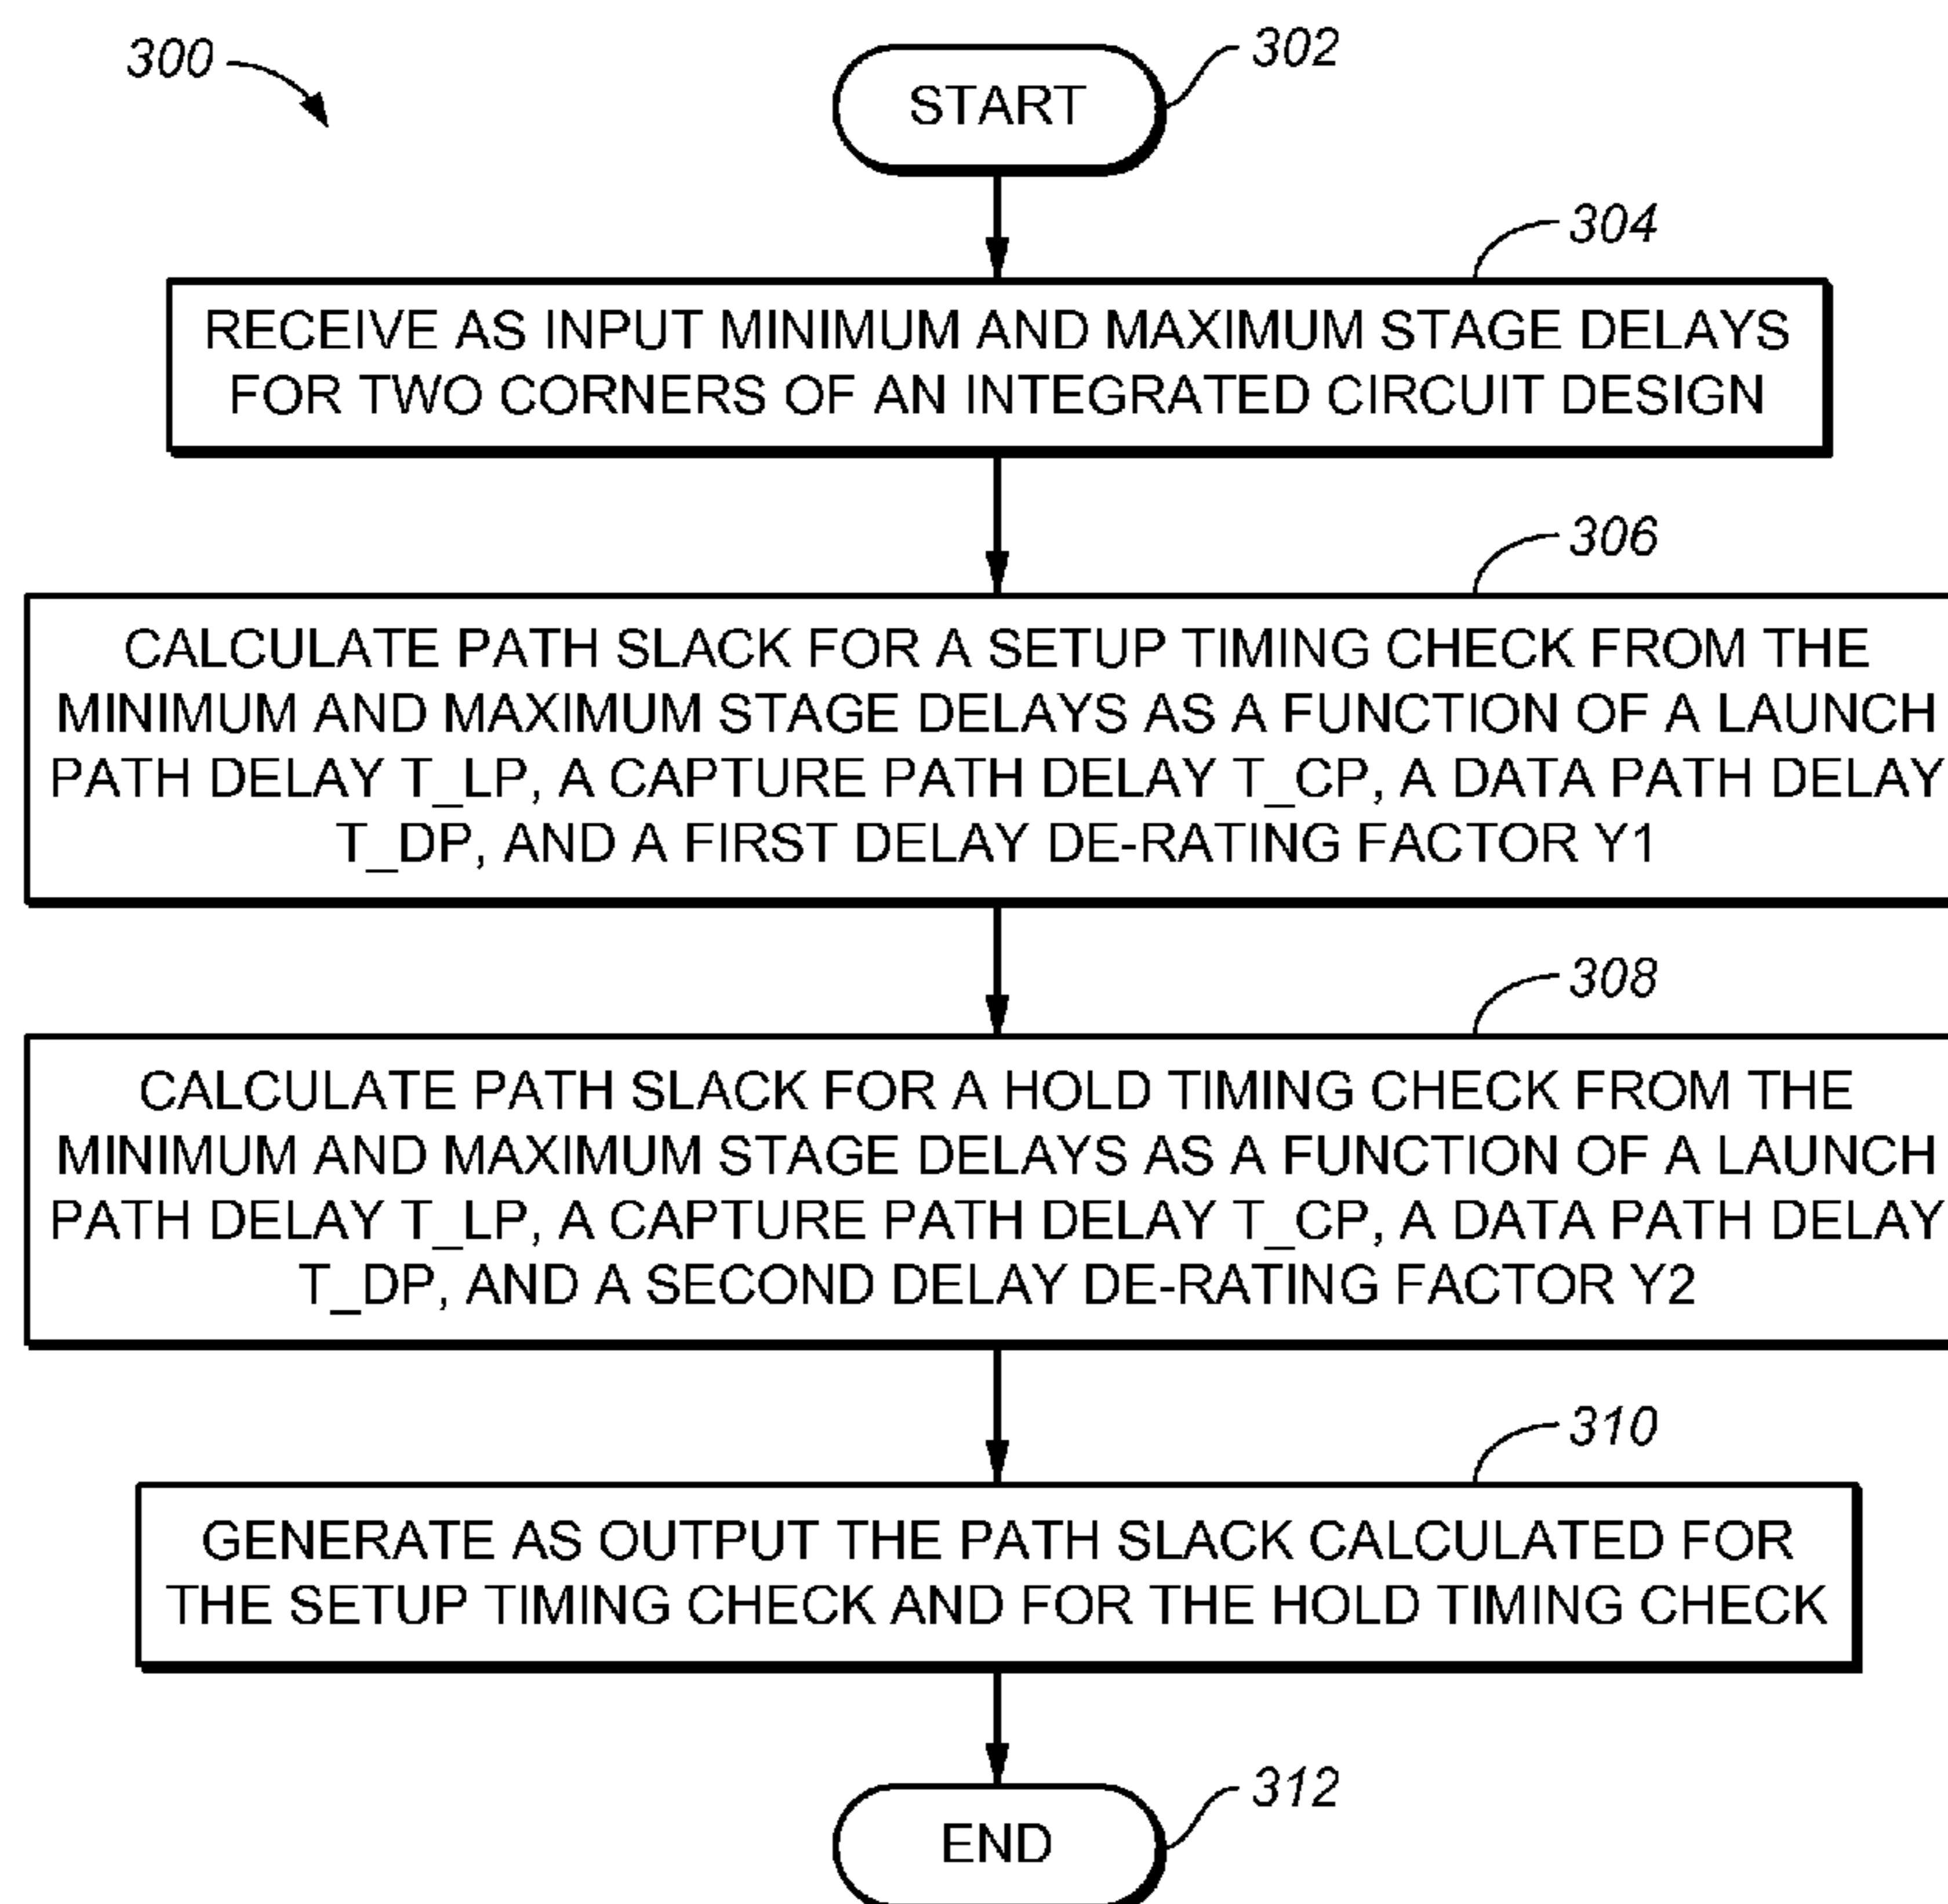 300
302
START
304
RECEIVE AS INPUT MINIMUM AND MAXIMUM STAGE DELAYS
FOR TWO CORNERS OF AN INTEGRATED CIRCUIT DESIGN
306
CALCULATE PATH SLACK FOR A SETUP TIMING CHECK FROM THE
MINIMUM AND MAXIMUM STAGE DELAYS AS A FUNCTION OF A LAUNCH
PATH DELAY T_LP, A CAPTURE PATH DELAY T_CP, A DATA PATH DELAY
T_DP, AND A FIRST DELAY DE-RATING FACTOR Y1
308
CALCULATE PATH SLACK FOR A HOLD TIMING CHECK FROM THE
MINIMUM AND MAXIMUM STAGE DELAYS AS A FUNCTION OF A LAUNCH
PATH DELAY T_LP, A CAPTURE PATH DELAY T_CP, A DATA PATH DELAY
T_DP, AND A SECOND DELAY DE-RATING FACTOR Y2
310
GENERATE AS OUTPUT THE PATH SLACK CALCULATED FOR
THE SETUP TIMING CHECK AND FOR THE HOLD TIMING CHECK
312
END